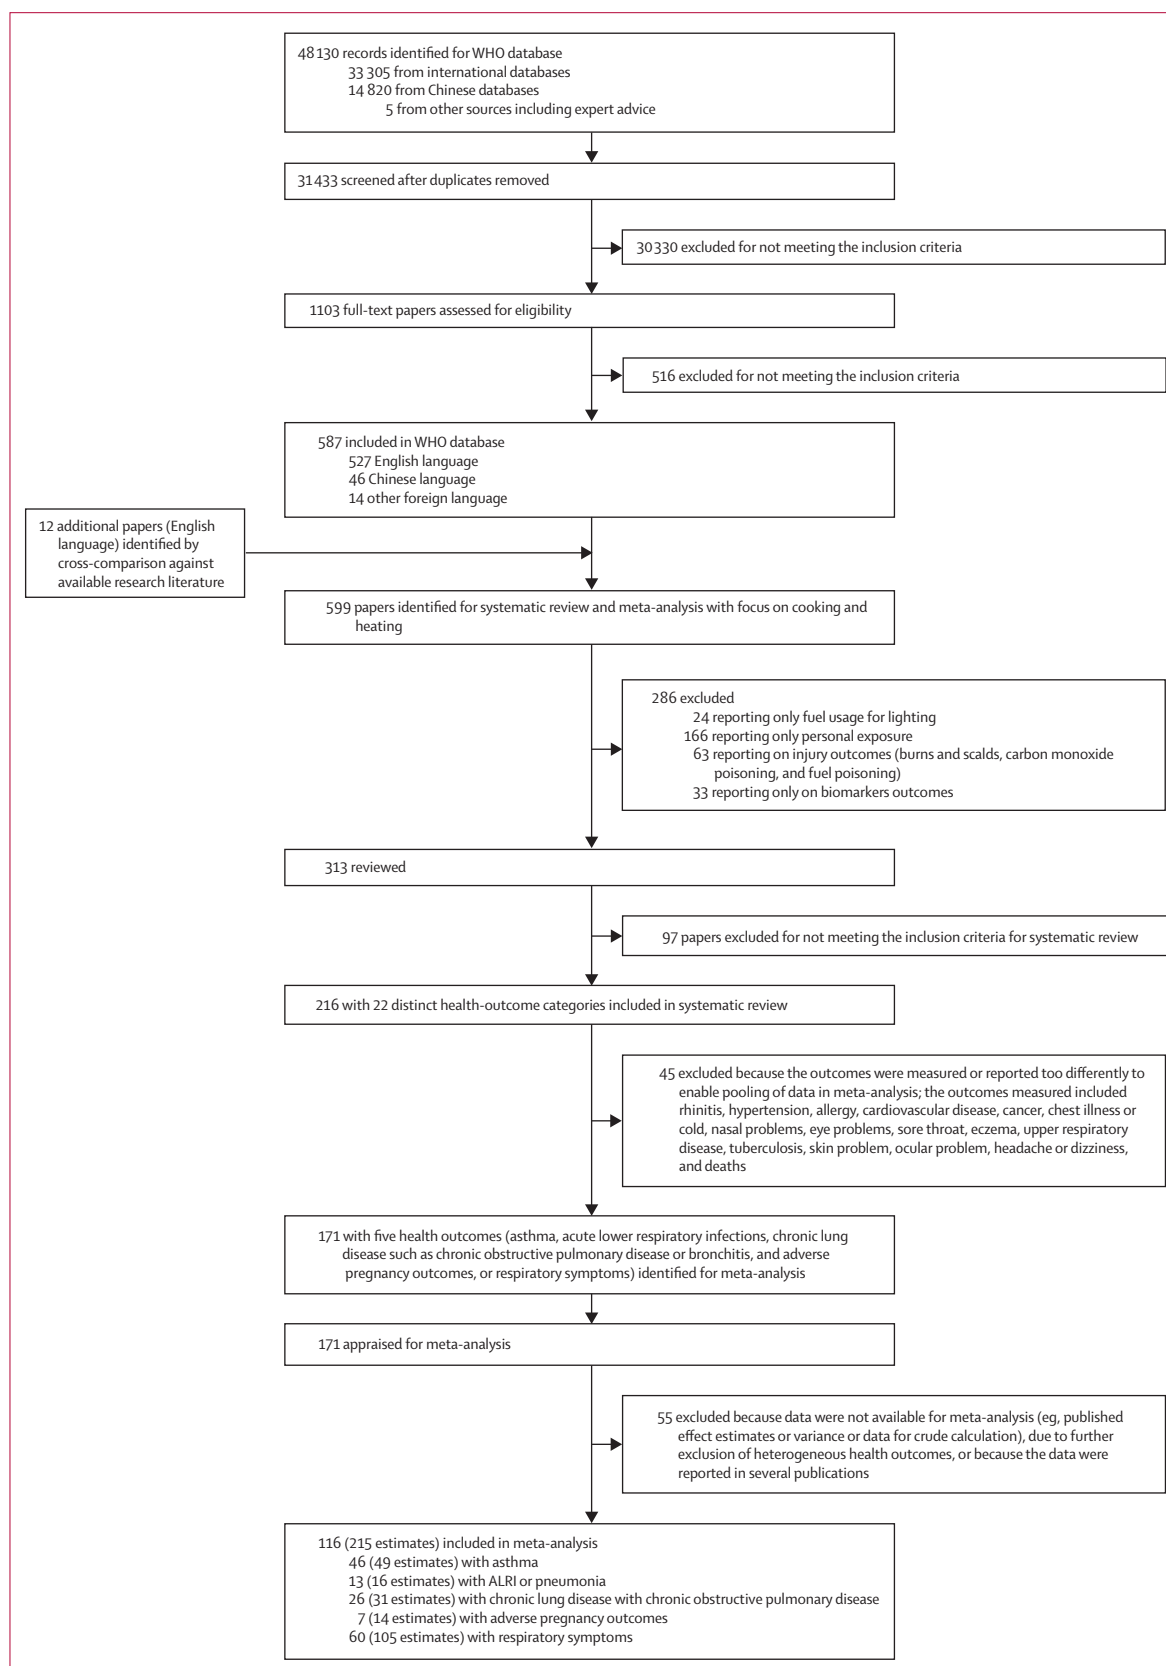 48 130 records identified for WHO database
33 305 from international databases
14 820 from Chinese databases
5 from other sources including expert advice
31 433 screened after duplicates removed
30 330 excluded for not meeting the inclusion criteria
1103 full-text papers assessed for eligibility
516 excluded for not meeting the inclusion criteria
587 included in WHO database
527 English language
46 Chinese language
14 other foreign language
12 additional papers (English
language) identified by
cross-comparison against
available research literature
599 papers identified for systematic review and meta-analysis with focus on cooking and
heating
286 excluded
24 reporting only fuel usage for lighting
166 reporting only personal exposure
63 reporting on injury outcomes (burns and scalds, carbon monoxide
poisoning, and fuel poisoning)
33 reporting only on biomarkers outcomes
313 reviewed
97 papers excluded for not meeting the inclusion criteria for systematic review
216 with 22 distinct health-outcome categories included in systematic review
45 excluded because the outcomes were measured or reported too differently to
enable pooling of data in meta-analysis; the outcomes measured included
rhinitis, hypertension, allergy, cardiovascular disease, cancer, chest illness or
cold, nasal problems, eye problems, sore throat, eczema, upper respiratory
disease, tuberculosis, skin problem, ocular problem, headache or dizziness,
and deaths
171 with five health outcomes (asthma, acute lower respiratory infections, chronic lung
disease such as chronic obstructive pulmonary disease or bronchitis, and adverse
pregnancy outcomes, or respiratory symptoms) identified for meta-analysis
171 appraised for meta-analysis
55 excluded because data were not available for meta-analysis (eg, published
effect estimates or variance or data for crude calculation), due to further
exclusion of heterogeneous health outcomes, or because the data were
reported in several publications
116 (215 estimates) included in meta-analysis
46 (49 estimates) with asthma
13 (16 estimates) with ALRI or pneumonia
26 (31 estimates) with chronic lung disease with chronic obstructive pulmonary disease
7 (14 estimates) with adverse pregnancy outcomes
60 (105 estimates) with respiratory symptoms